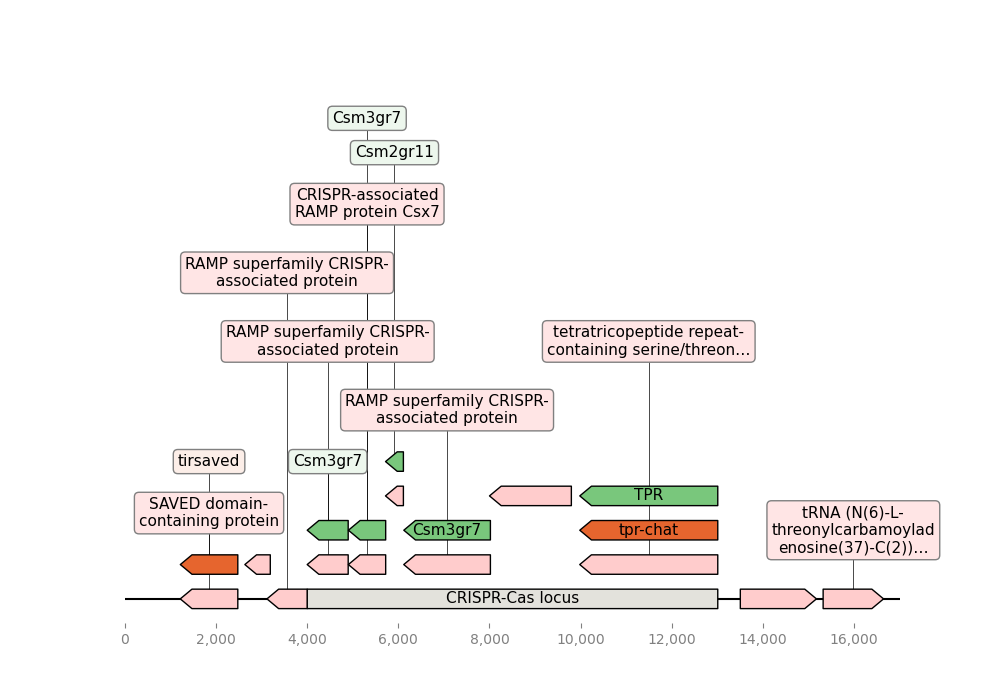 Csm3gr7
Csm2gr11
CRISPR-associated
RAMP protein Csx7
RAMP superfamily CRISPR-
associated protein
RAMP superfamily CRISPR-
associated protein
tetratricopeptide repeat-
containing serine/threon…
RAMP superfamily CRISPR-
associated protein
tirsaved
Csm3gr7
SAVED domain-
containing protein
TPR
tRNA (N(6)-L-
threonylcarbamoylad
enosine(37)-C(2))…
Csm3gr7
tpr-chat
CRISPR-Cas locus
0
2,000
4,000
6,000
8,000
10,000
12,000
14,000
16,000